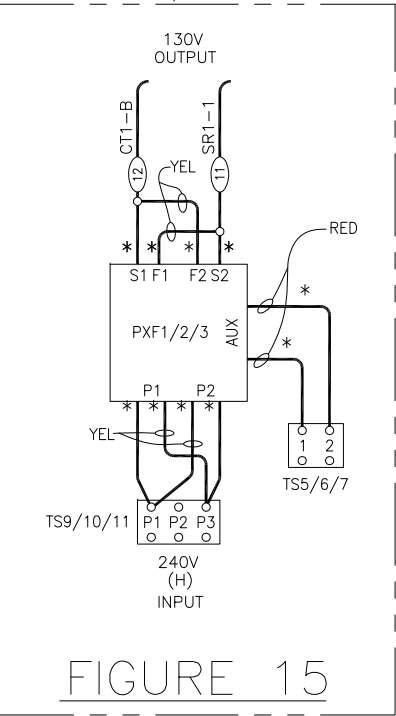 130V
OUTPUT
CT1-B
SR1-1
12
11
YEL
RED
* * * *
S1 F1 F2 S2
*
PXF1/2/3
AUX
*
P1 P2
* * * *
YEL
1 2
TS5/6/7
TS9/10/11
P1 P2 P3
240V
(H)
INPUT
FIGURE 15